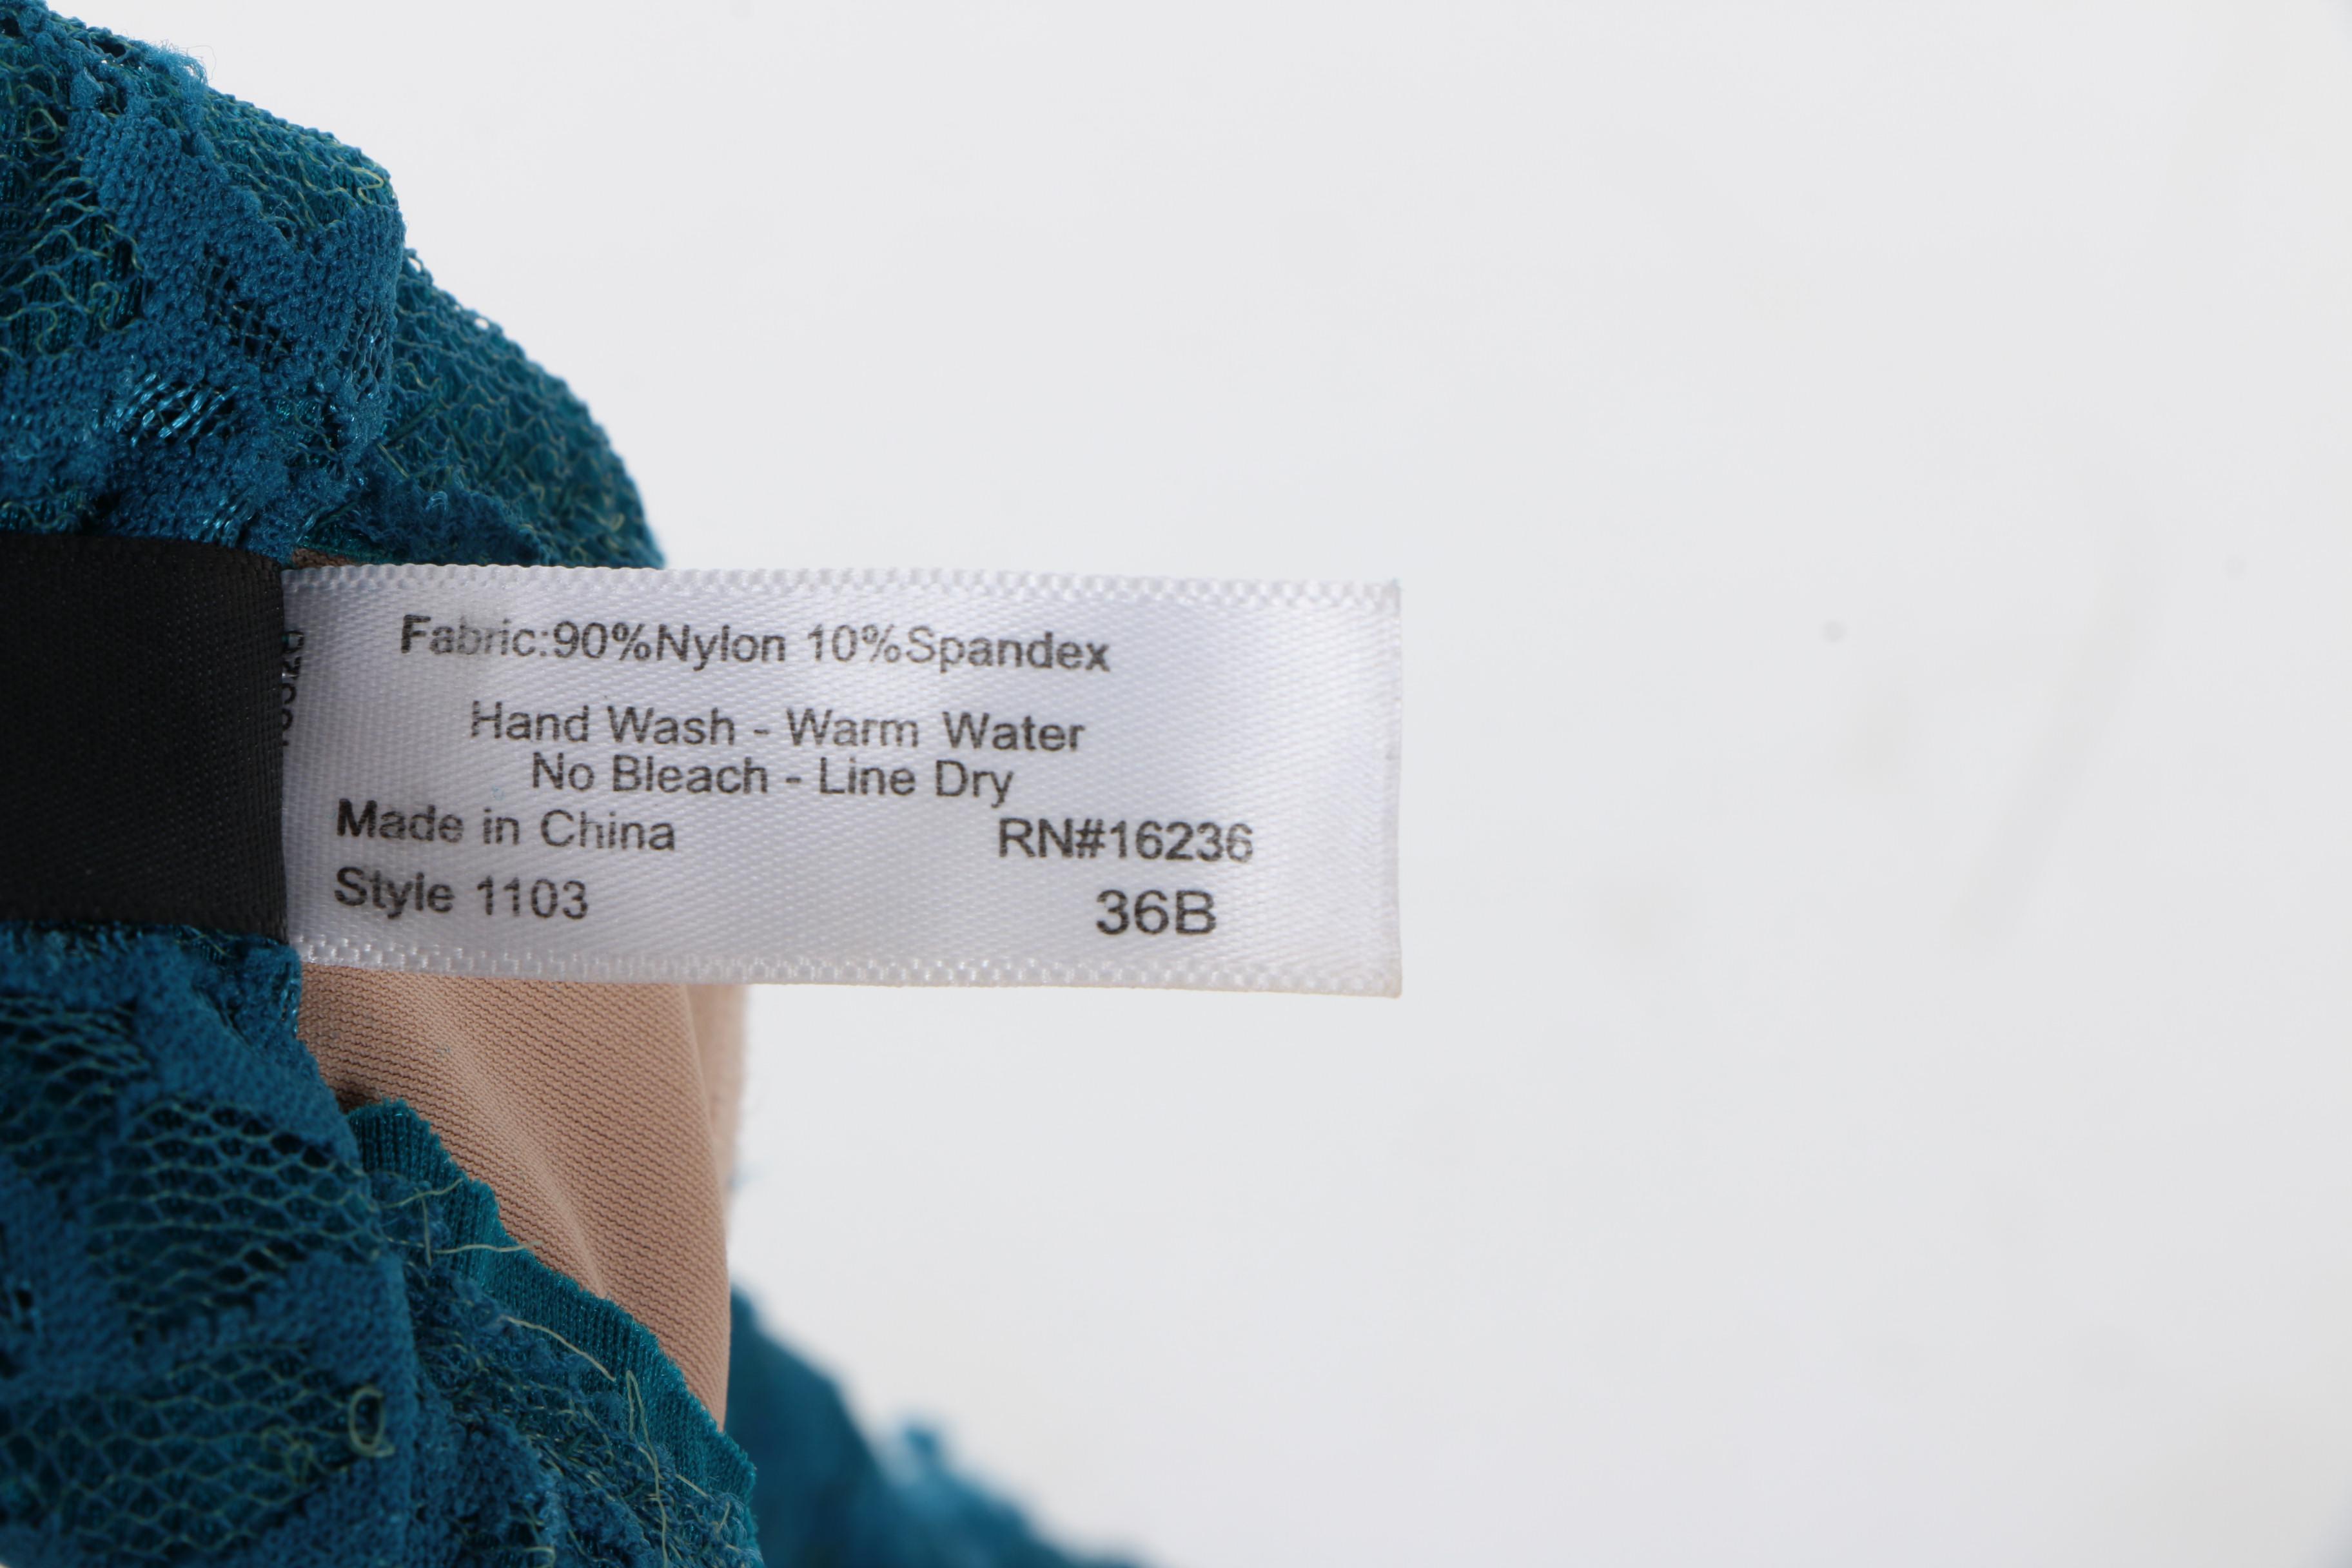 Fabric:90%Nylon 10%Spandex
Hand Wash - Warm Water
No Bleach - Line Dry
Made in China RN#16236
Style 1103 36B